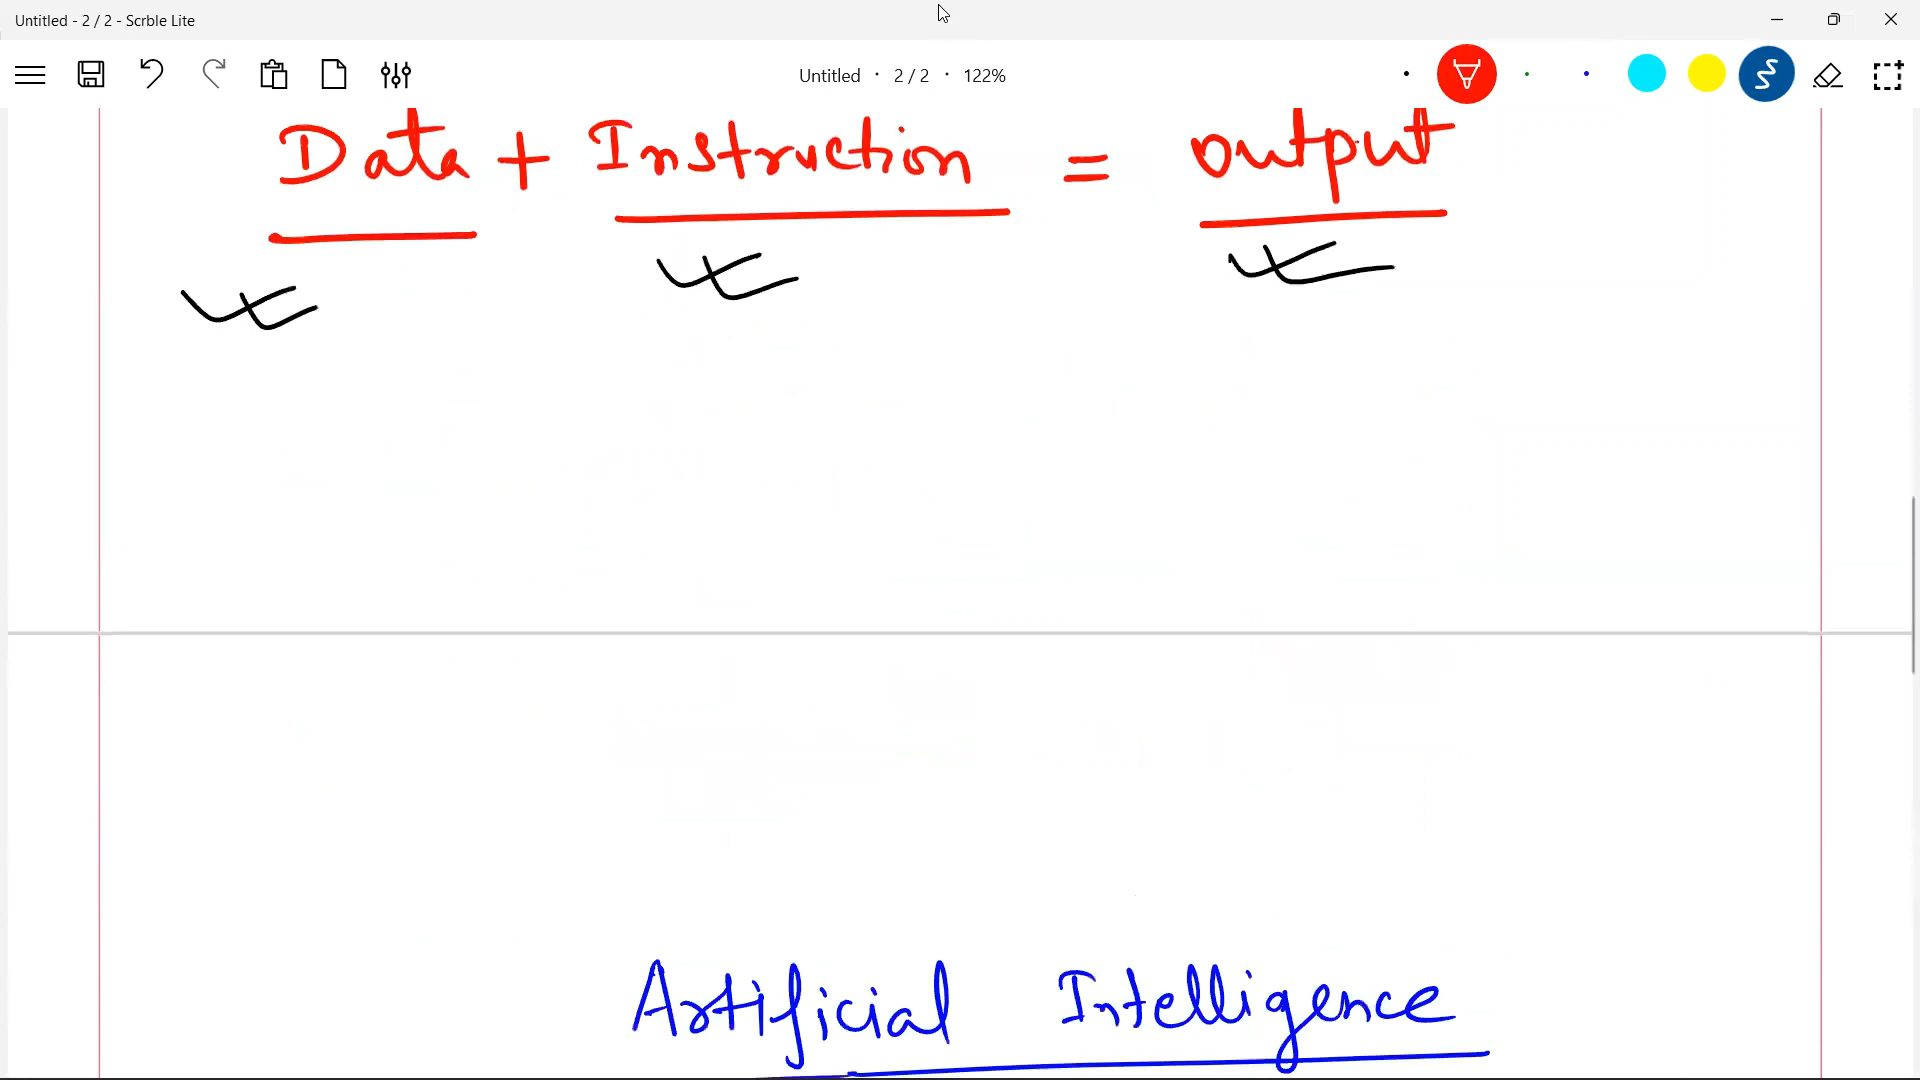 Untitled - 2 / 2 - Scrble Lite
Untitled · 2 / 2 · 122%
Data + Instruction = output
Artificial Intelligence